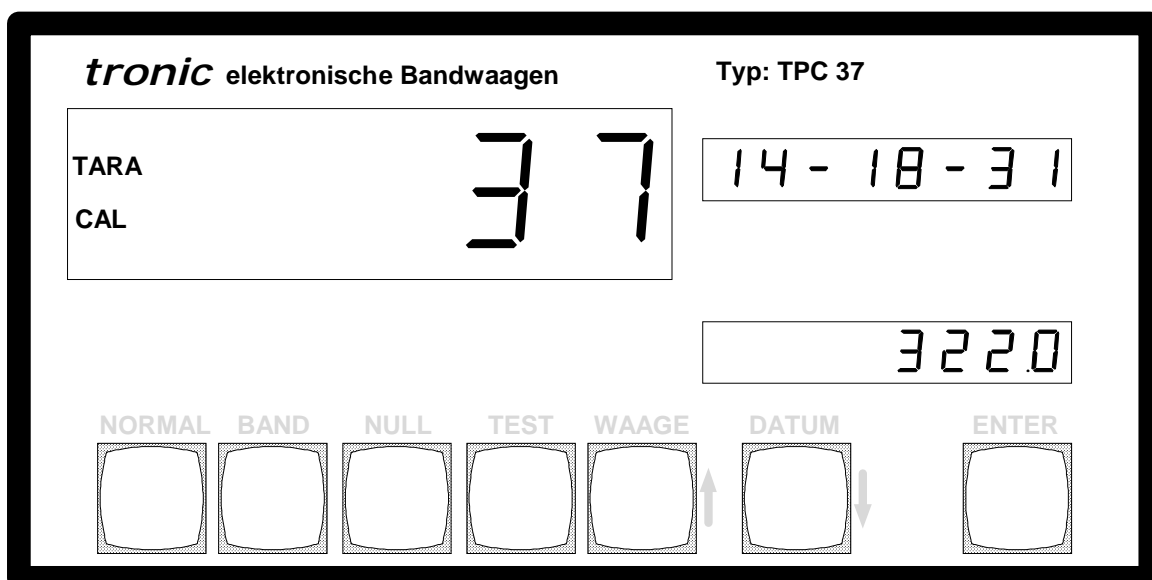 tronic elektronische Bandwaagen
Typ: TPC 37
TARA
CAL
37
14-18-31
322.0
NORMAL BAND NULL TEST WAAGE DATUM ENTER